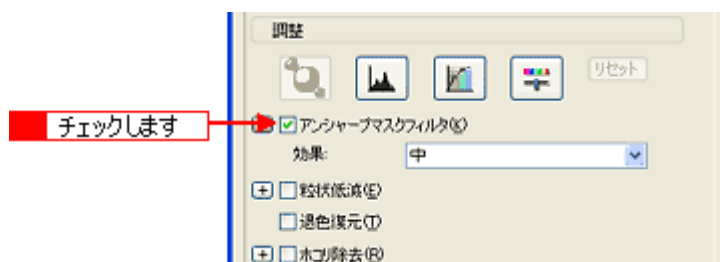 調整
リセット
チェックします
アンシャープマスクフィルタ(K)
効果: 中
粒状低減(E)
退色復元(T)
ホコリ除去(R)